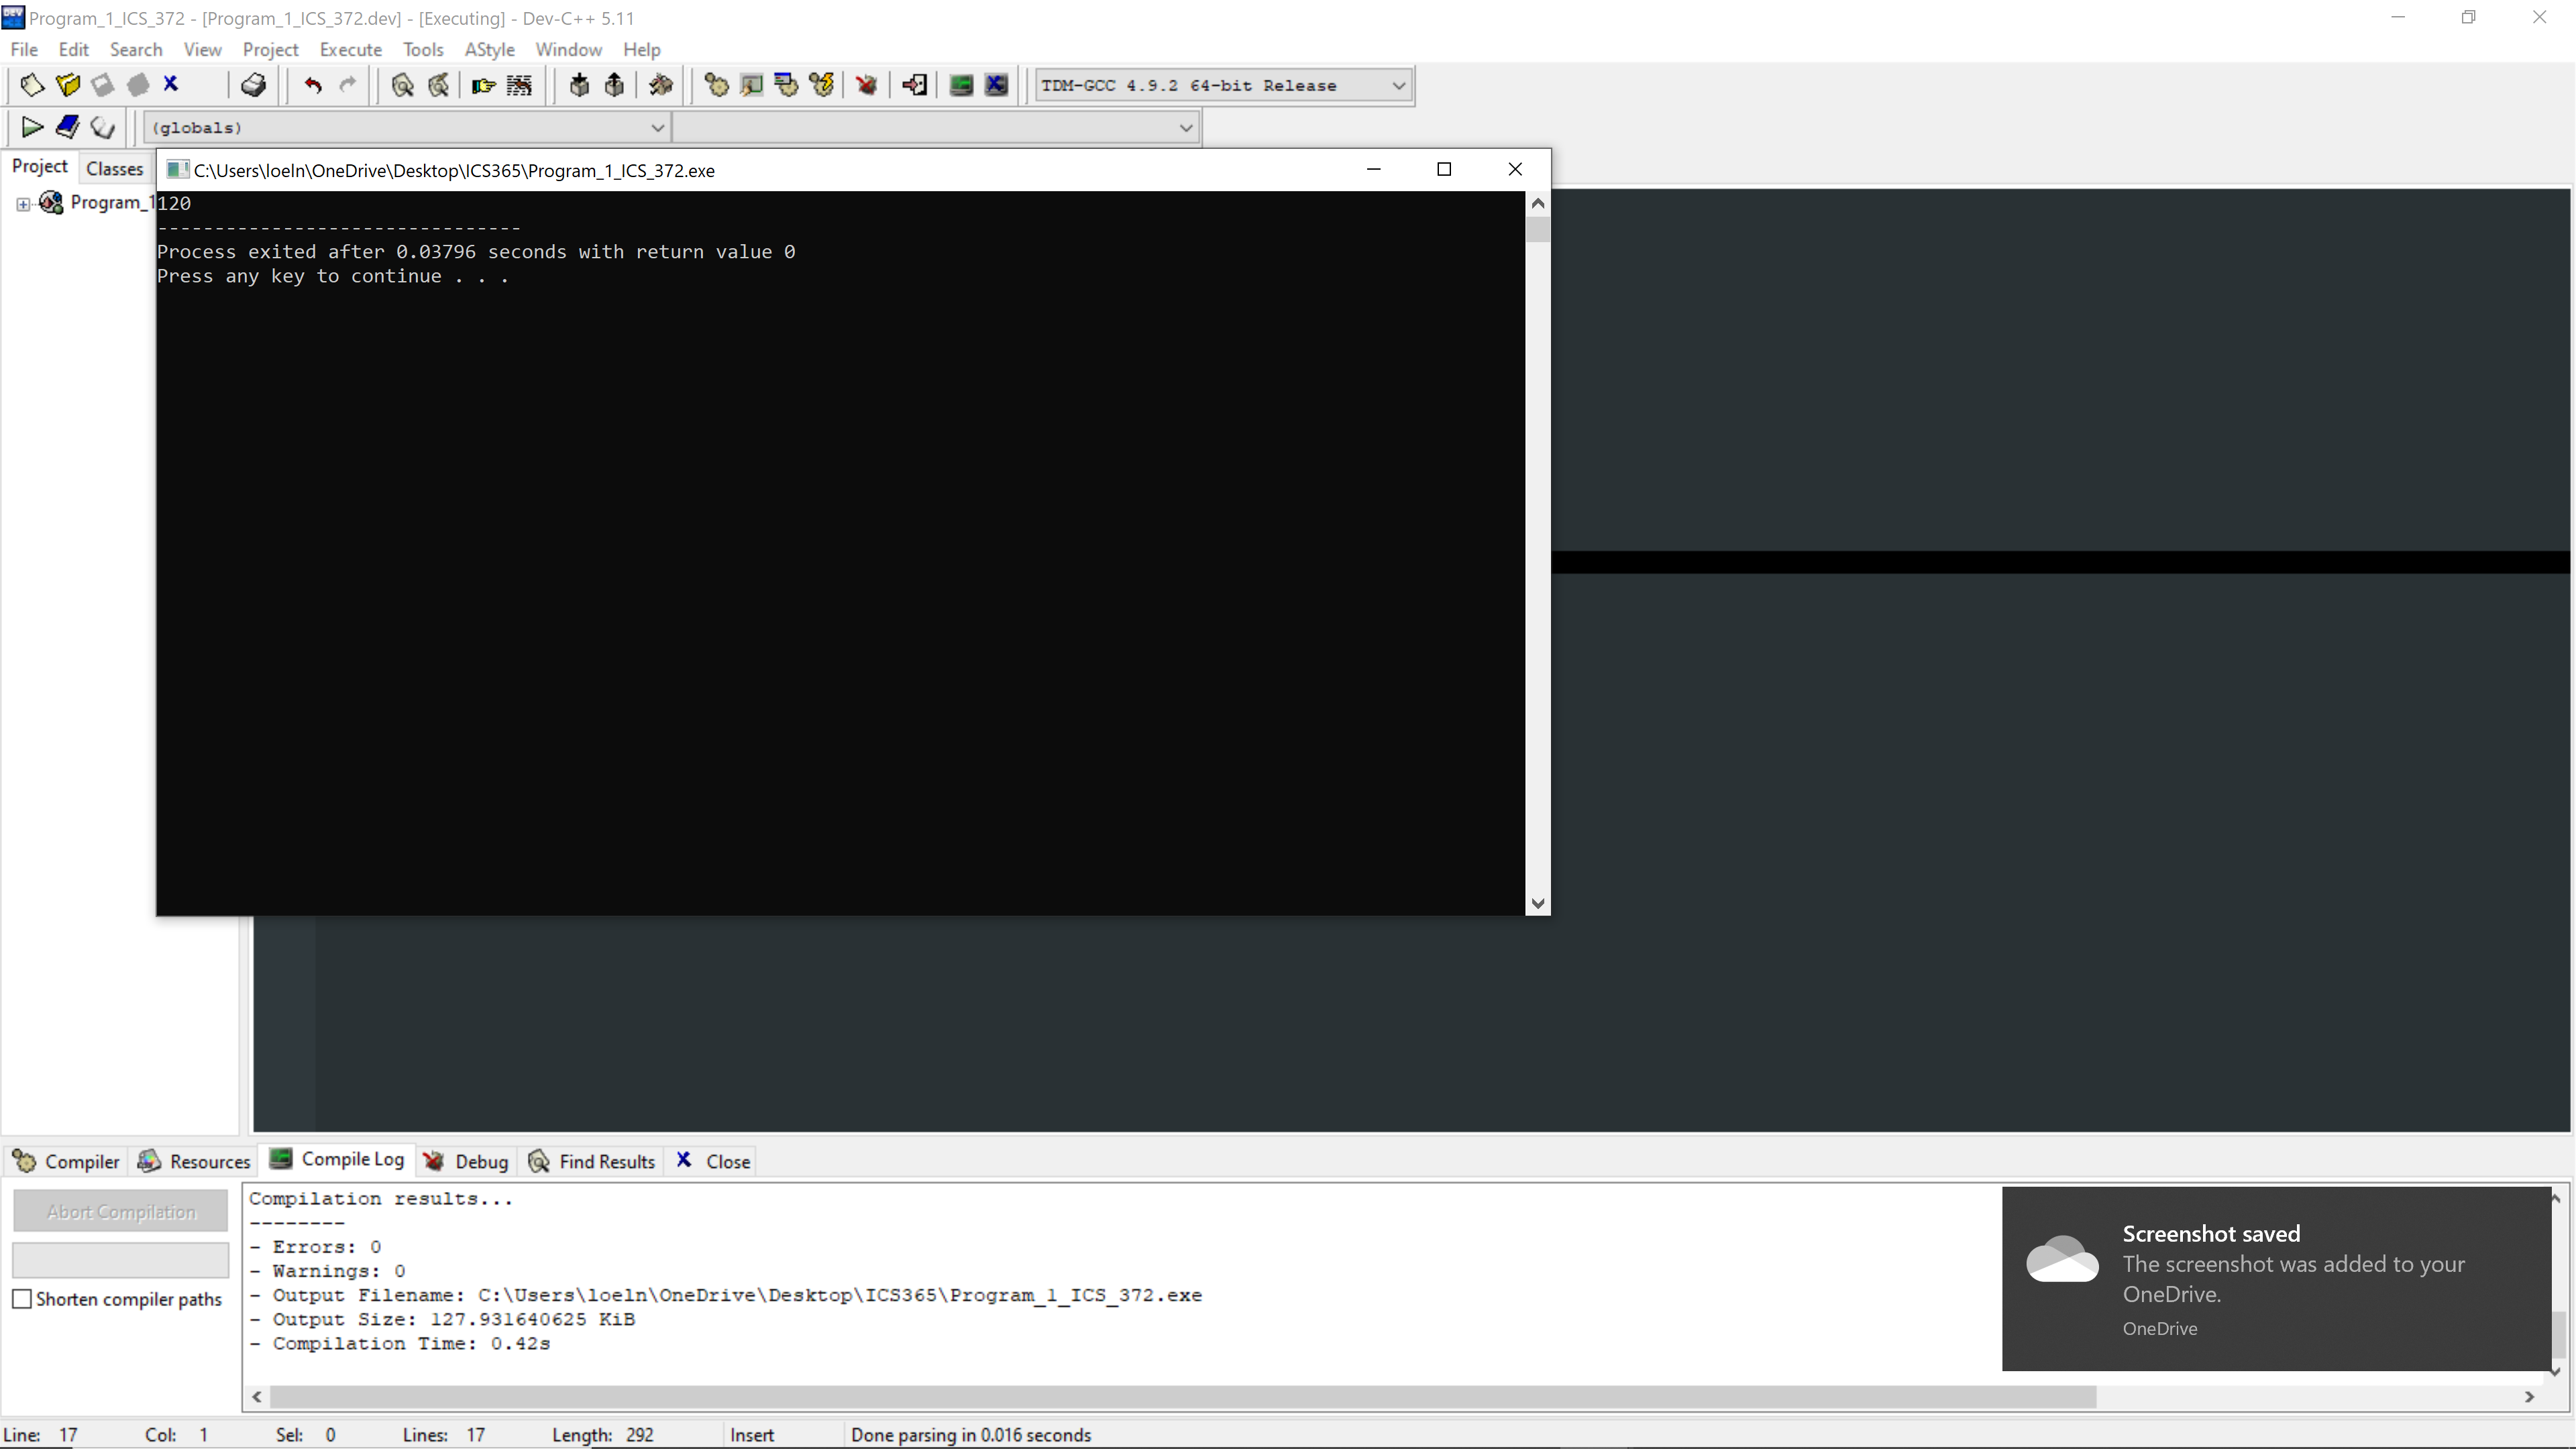 Program_1_ICS_372 - [Program_1_ICS_372.dev] - [Executing] - Dev-C++ 5.11
File Edit Search View Project Execute Tools AStyle Window Help
TDM-GCC 4.9.2 64-bit Release
(globals)
Project Classes
Program_1
C:\Users\loeln\OneDrive\Desktop\ICS365\Program_1_ICS_372.exe
120
--------------------------------
Process exited after 0.03796 seconds with return value 0
Press any key to continue . . .
Compiler Resources Compile Log Debug Find Results Close
Abort Compilation
Shorten compiler paths
Compilation results...
--------
- Errors: 0
- Warnings: 0
- Output Filename: C:\Users\loeln\OneDrive\Desktop\ICS365\Program_1_ICS_372.exe
- Output Size: 127.931640625 KiB
- Compilation Time: 0.42s
Screenshot saved
The screenshot was added to your
OneDrive.
OneDrive
Line: 17 Col: 1 Sel: 0 Lines: 17 Length: 292 Insert Done parsing in 0.016 seconds